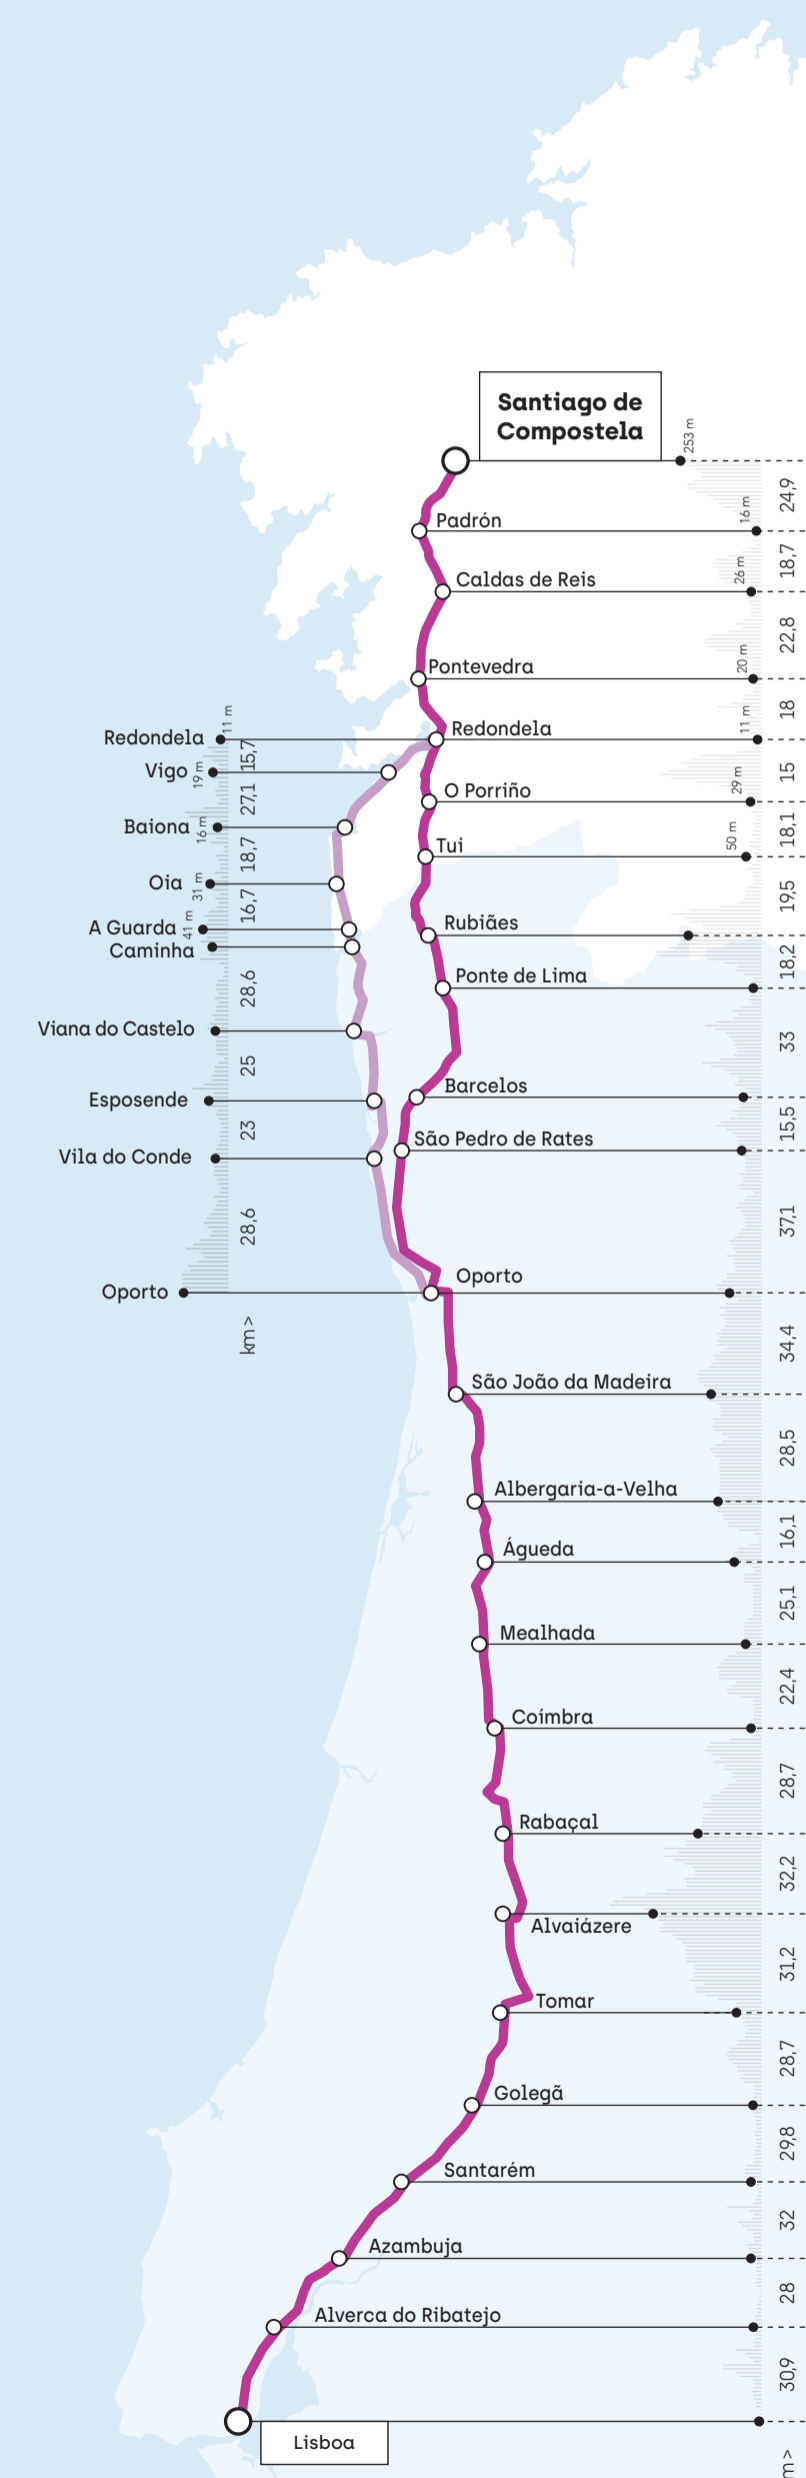 Santiago de
Compostela
253 m
24,9
Padrón
16 m
18,7
Caldas de Reis
26 m
22,8
Pontevedra
20 m
18
Redondela
11 m
15,7
Redondela
11 m
15
Vigo
19 m
27,1
O Porriño
29 m
18,1
Baiona
16 m
18,7
Tui
50 m
19,5
Oia
31 m
16,7
A Guarda
41 m
Rubiães
18,2
Caminha
28,6
Ponte de Lima
33
Viana do Castelo
25
Barcelos
15,5
Esposende
23
São Pedro de Rates
37,1
Vila do Conde
28,6
Oporto
Oporto
km >
34,4
São João da Madeira
28,5
Albergaria-a-Velha
16,1
Águeda
25,1
Mealhada
22,4
Coímbra
28,7
Rabaçal
32,2
Alvaiázere
31,2
Tomar
28,7
Golegã
29,8
Santarém
32
Azambuja
28
Alverca do Ribatejo
30,9
Lisboa
m >